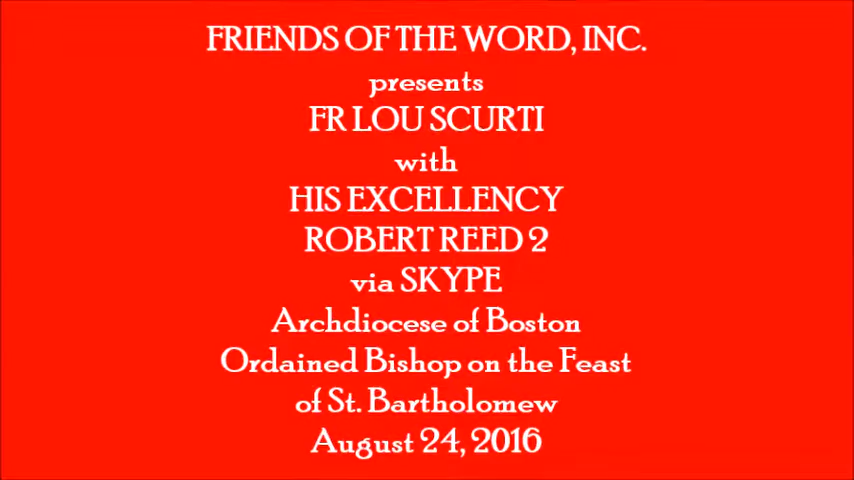 FRIENDS OF THE WORD, INC.
presents
FR LOU SCURTI
with
HIS EXCELLENCY
ROBERT REED 2
via SKYPE
Archdiocese of Boston
Ordained Bishop on the Feast
of St. Bartholomew
August 24, 2016